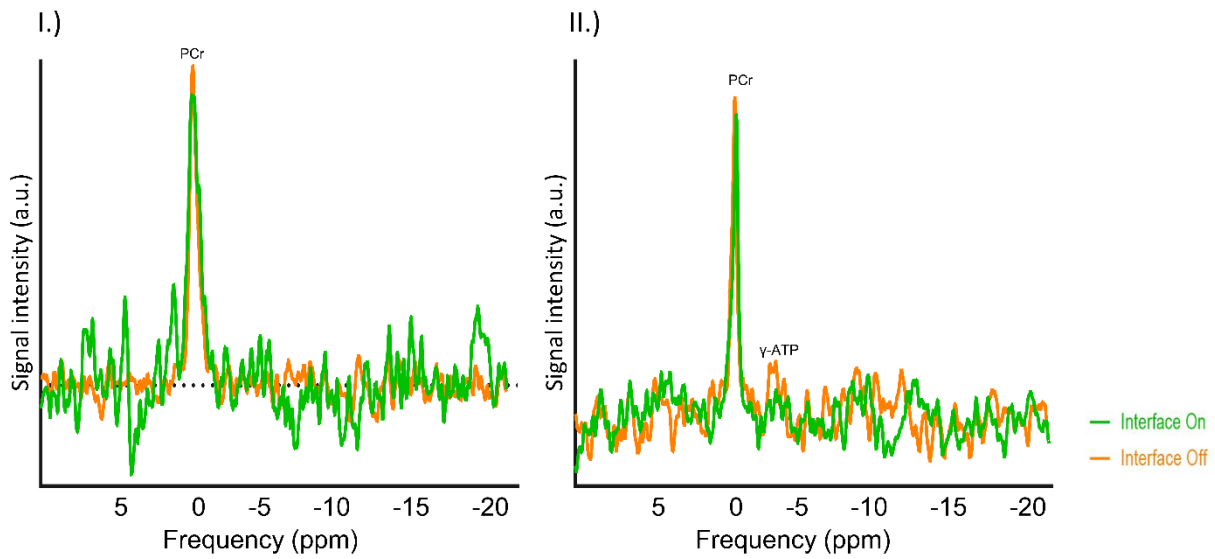 I.)
PCr
Signal intensity (a.u.)
5 0 -5 -10 -15 -20
Frequency (ppm)
II.)
PCr
γ-ATP
Signal intensity (a.u.)
5 0 -5 -10 -15 -20
Frequency (ppm)
Interface On
Interface Off